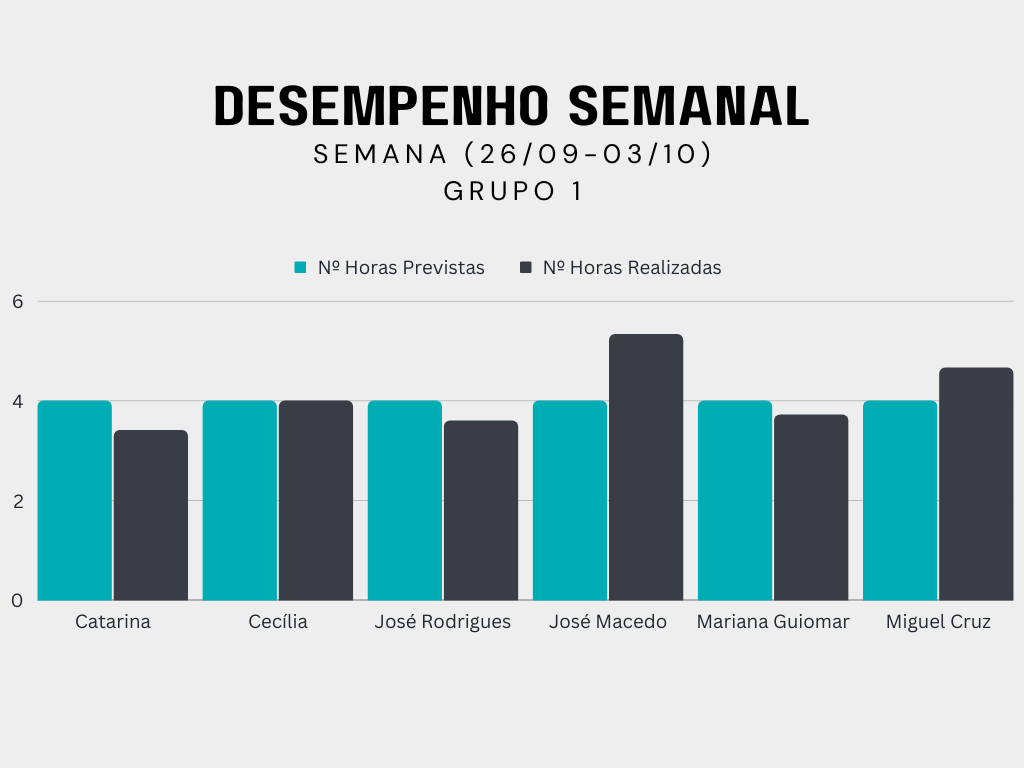 DESEMPENHO SEMANAL
SEMANA (26/09-03/10)
GRUPO 1
Nº Horas Previstas Nº Horas Realizadas
6
4
2
0
Catarina Cecília José Rodrigues José Macedo Mariana Guiomar Miguel Cruz